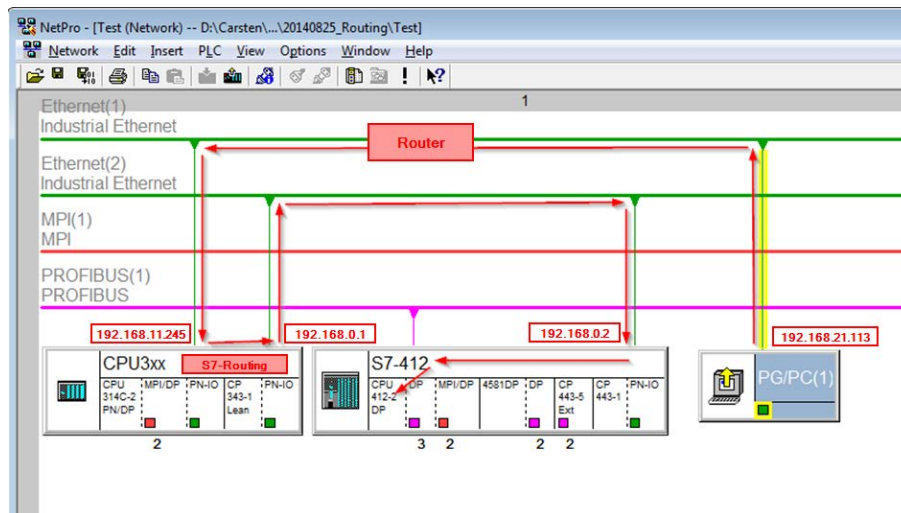 NetPro - [Test (Network) -- D:\Carsten\...\20140825_Routing\Test]
Network Edit Insert PLC View Options Window Help
Ethernet(1)
Industrial Ethernet
1
Router
Ethernet(2)
Industrial Ethernet
MPI(1)
MPI
PROFIBUS(1)
PROFIBUS
192.168.11.245
192.168.0.1
192.168.0.2
192.168.21.113
CPU3xx
S7-Routing
CPU 314C-2 PN/DP
MPI/DP
PN-IO
CP 343-1 Lean
PN-IO
2
S7-412
CPU 412-2 DP
DP
MPI/DP
4581DP
DP
CP 443-5 Ext
CP 443-1
PN-IO
3 2 2 2
PG/PC(1)